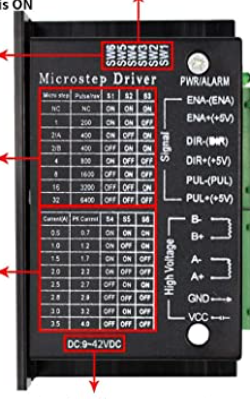 is ON
SW6 SW5 SW4 SW3 SW2 SW1
Microstep Driver
PWR/ALARM
Micro step Pulse/rev S1 S2 S3
NC NC ON ON ON
1 200 ON ON OFF
2/A 400 ON OFF ON
2/B 400 OFF ON ON
4 800 ON OFF OFF
8 1600 OFF ON OFF
16 3200 OFF OFF ON
32 6400 OFF OFF OFF
Current(A) PK Current S4 S5 S6
0.5 0.7 ON ON ON
1.0 1.2 ON OFF ON
1.5 1.7 ON ON OFF
2.0 2.2 ON OFF OFF
2.5 2.7 OFF ON ON
2.8 2.9 OFF OFF ON
3.0 3.2 OFF ON OFF
3.5 4.0 OFF OFF OFF
DC:9~42VDC
Signal
ENA-(ENA)
ENA+(+5V)
DIR-(DIR)
DIR+(+5V)
PUL-(PUL)
PUL+(+5V)
High Voltage
B-
B+
A-
A+
GND
VCC